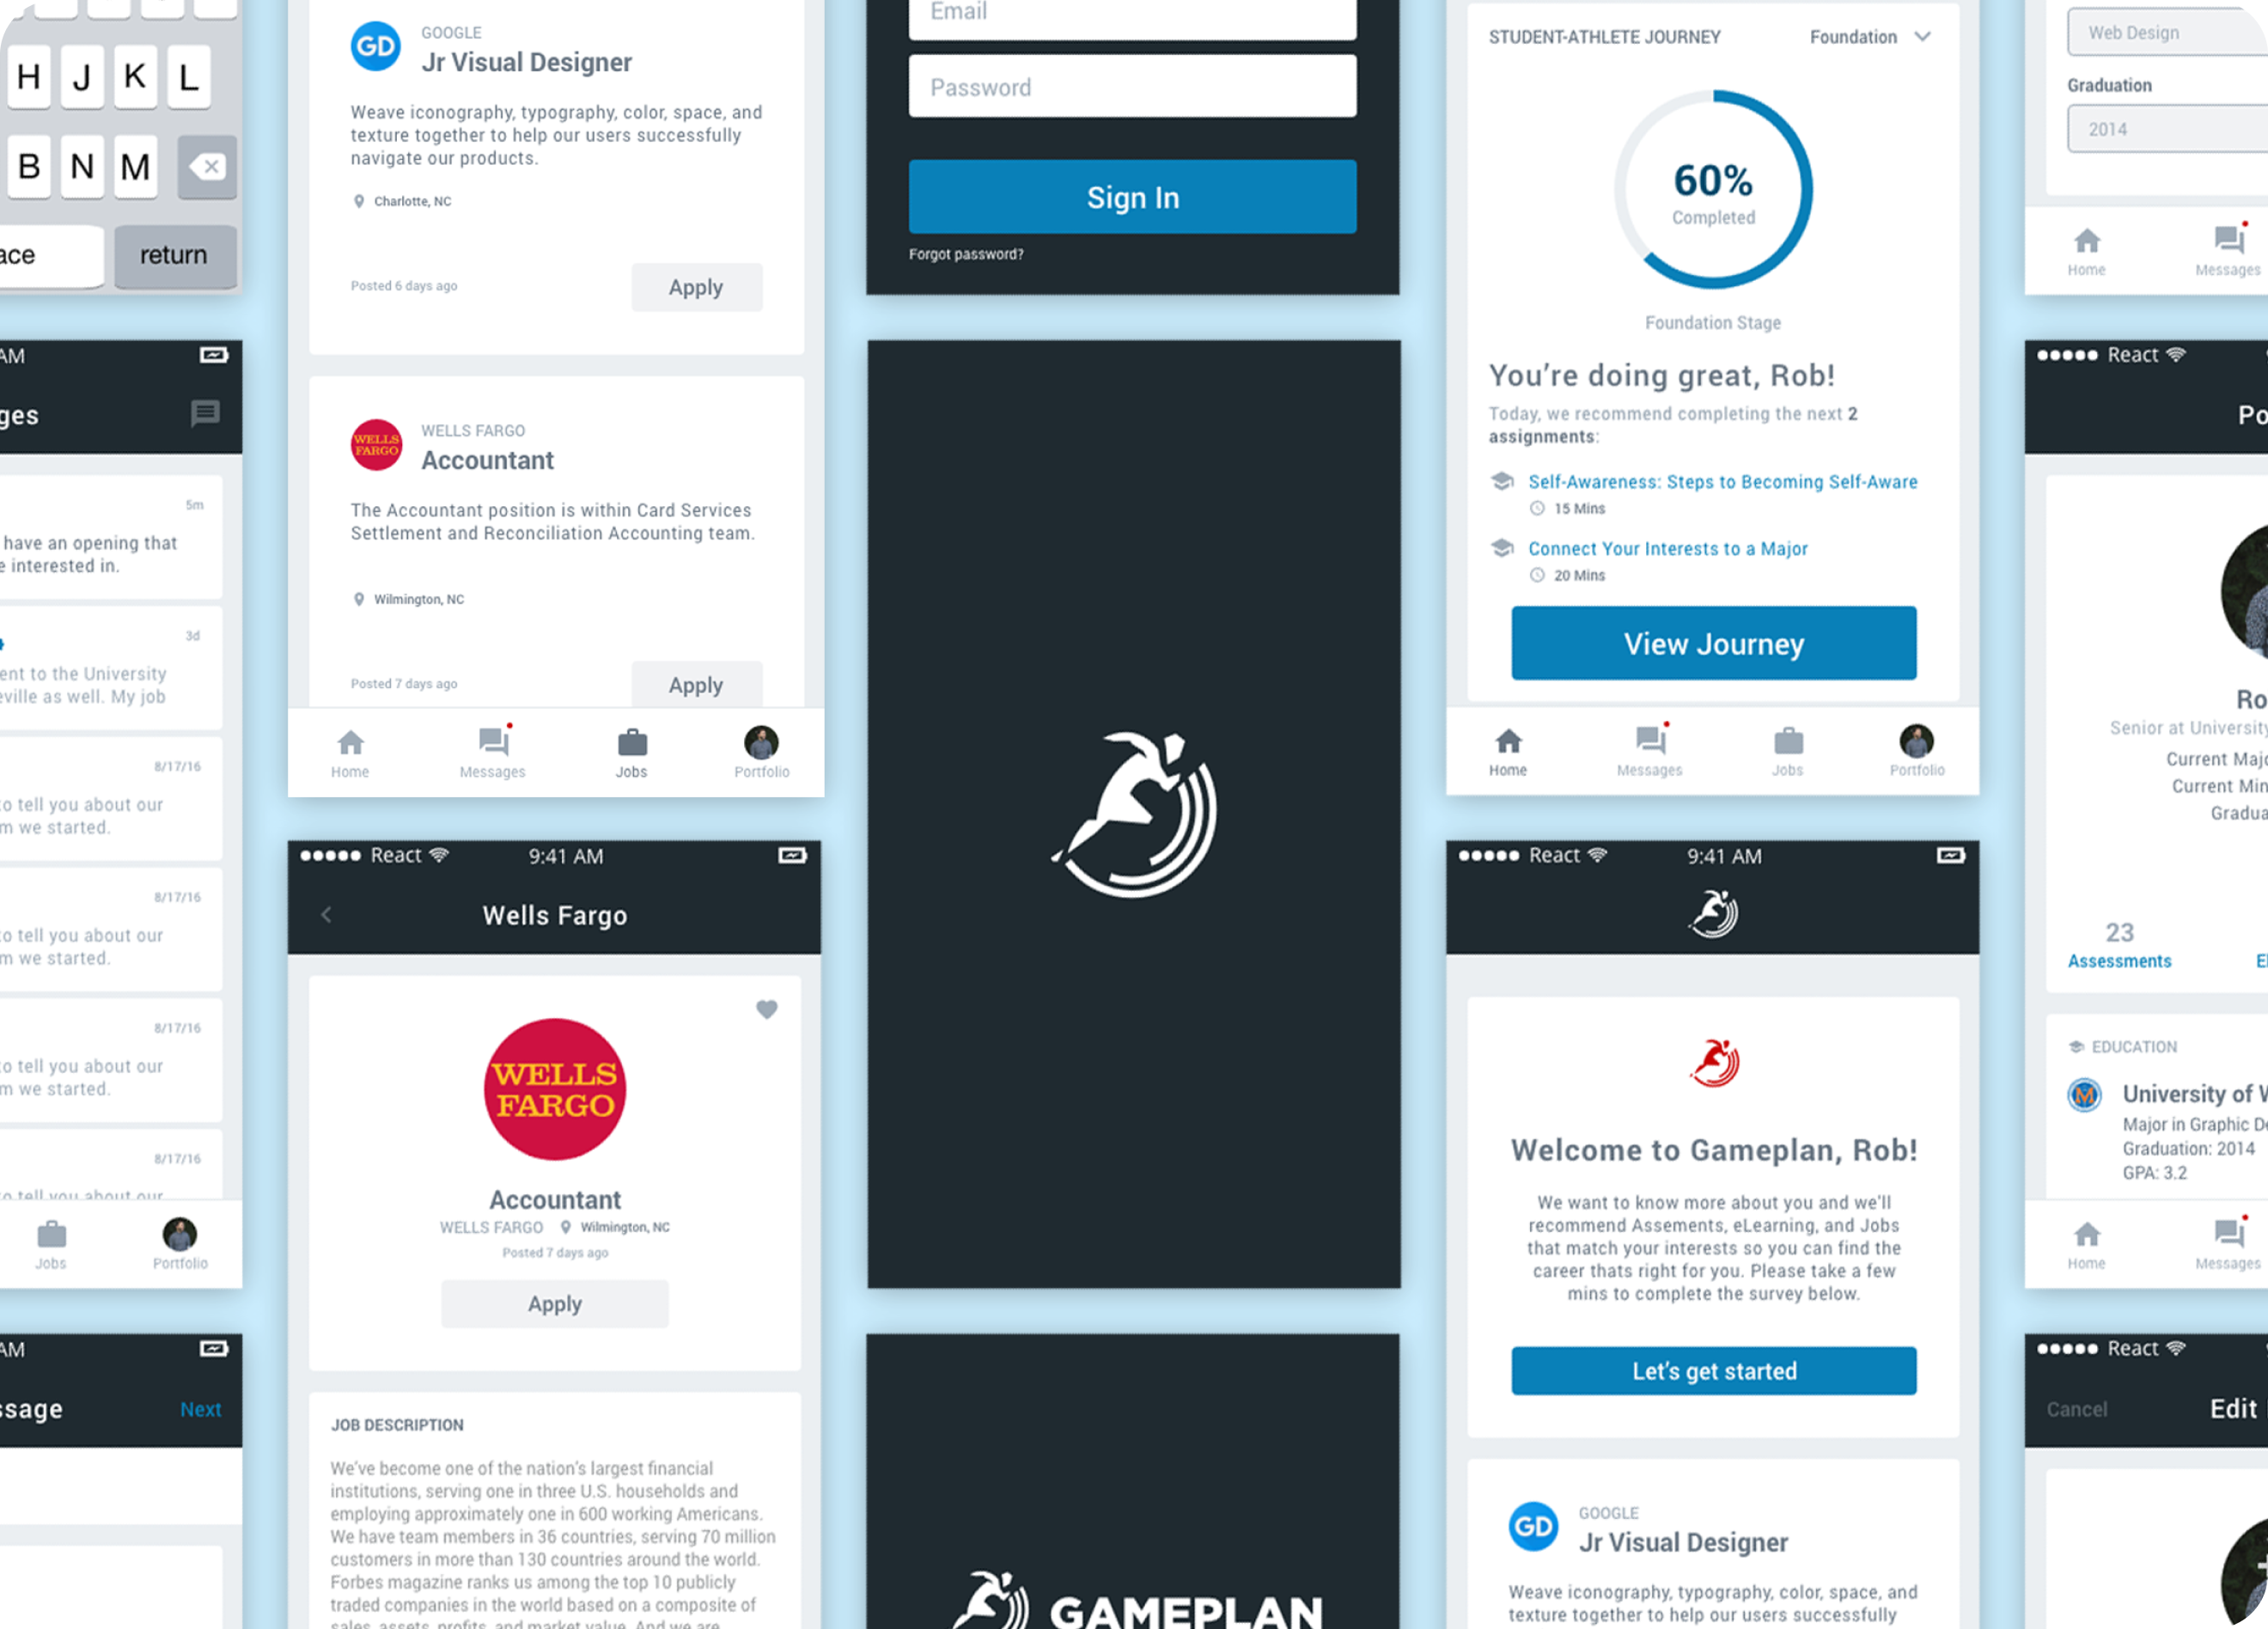 H J K L
B N M
ace
return
AM
ges
5m
have an opening that
e interested in.
3d
ent to the University
eville as well. My job
8/17/16
to tell you about our
m we started.
8/17/16
to tell you about our
m we started.
8/17/16
to tell you about our
m we started.
8/17/16
to tell you about our
Jobs
Portfolio
AM
ssage
Next
GD
GOOGLE
Jr Visual Designer
Weave iconography, typography, color, space, and
texture together to help our users successfully
navigate our products.
Charlotte, NC
Posted 6 days ago
Apply
WELLS
FARGO
WELLS FARGO
Accountant
The Accountant position is within Card Services
Settlement and Reconciliation Accounting team.
Wilmington, NC
Posted 7 days ago
Apply
Home
Messages
Jobs
Portfolio
React
9:41 AM
Wells Fargo
WELLS
FARGO
Accountant
WELLS FARGO
Wilmington, NC
Posted 7 days ago
Apply
JOB DESCRIPTION
We've become one of the nation's largest financial
institutions, serving one in three U.S. households and
employing approximately one in 600 working Americans.
We have team members in 36 countries, serving 70 million
customers in more than 130 countries around the world.
Forbes magazine ranks us among the top 10 publicly
traded companies in the world based on a composite of
sales, assets, profits, and market value. And we are
Email
Password
Sign In
Forgot password?
GAMEPLAN
STUDENT-ATHLETE JOURNEY
Foundation
60%
Completed
Foundation Stage
You're doing great, Rob!
Today, we recommend completing the next 2
assignments:
Self-Awareness: Steps to Becoming Self-Aware
15 Mins
Connect Your Interests to a Major
20 Mins
View Journey
Home
Messages
Jobs
Portfolio
React
9:41 AM
Welcome to Gameplan, Rob!
We want to know more about you and we'll
recommend Assements, eLearning, and Jobs
that match your interests so you can find the
career thats right for you. Please take a few
mins to complete the survey below.
Let's get started
GD
GOOGLE
Jr Visual Designer
Weave iconography, typography, color, space, and
texture together to help our users successfully
Web Design
Graduation
2014
Home
Messages
React
Po
Ro
Senior at University
Current Majo
Current Min
Gradua
23
Assessments
El
EDUCATION
M
University of W
Major in Graphic De
Graduation: 2014
GPA: 3.2
Home
Messages
React
Cancel
Edit